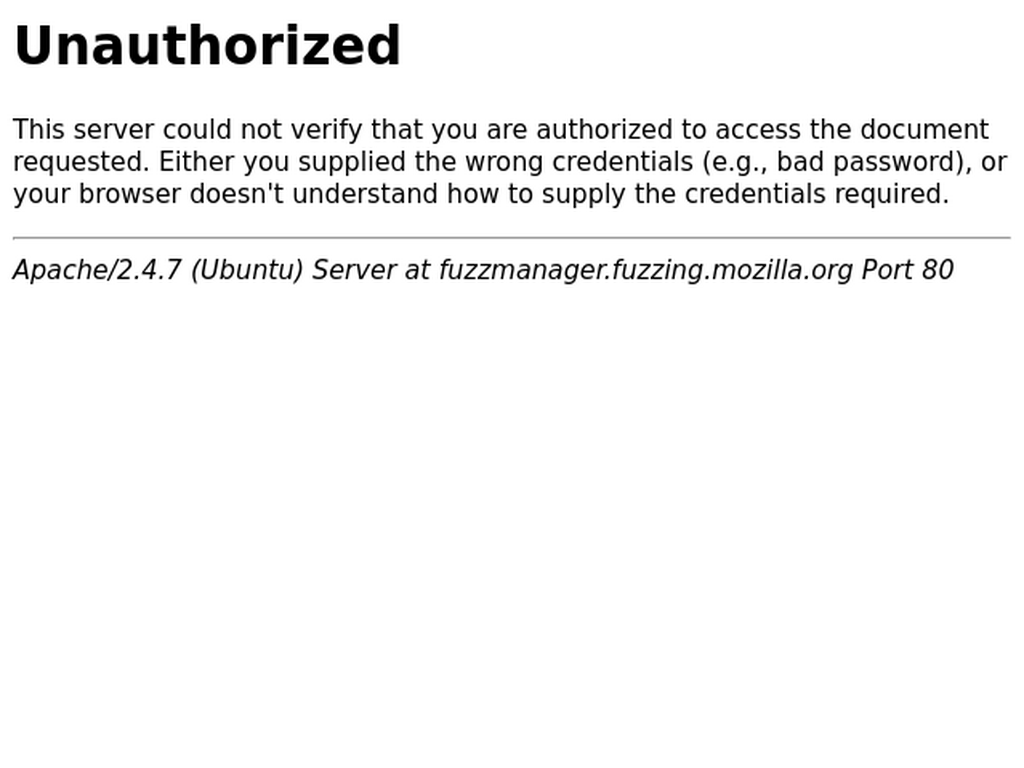 Unauthorized
This server could not verify that you are authorized to access the document
requested. Either you supplied the wrong credentials (e.g., bad password), or
your browser doesn't understand how to supply the credentials required.
Apache/2.4.7 (Ubuntu) Server at fuzzmanager.fuzzing.mozilla.org Port 80